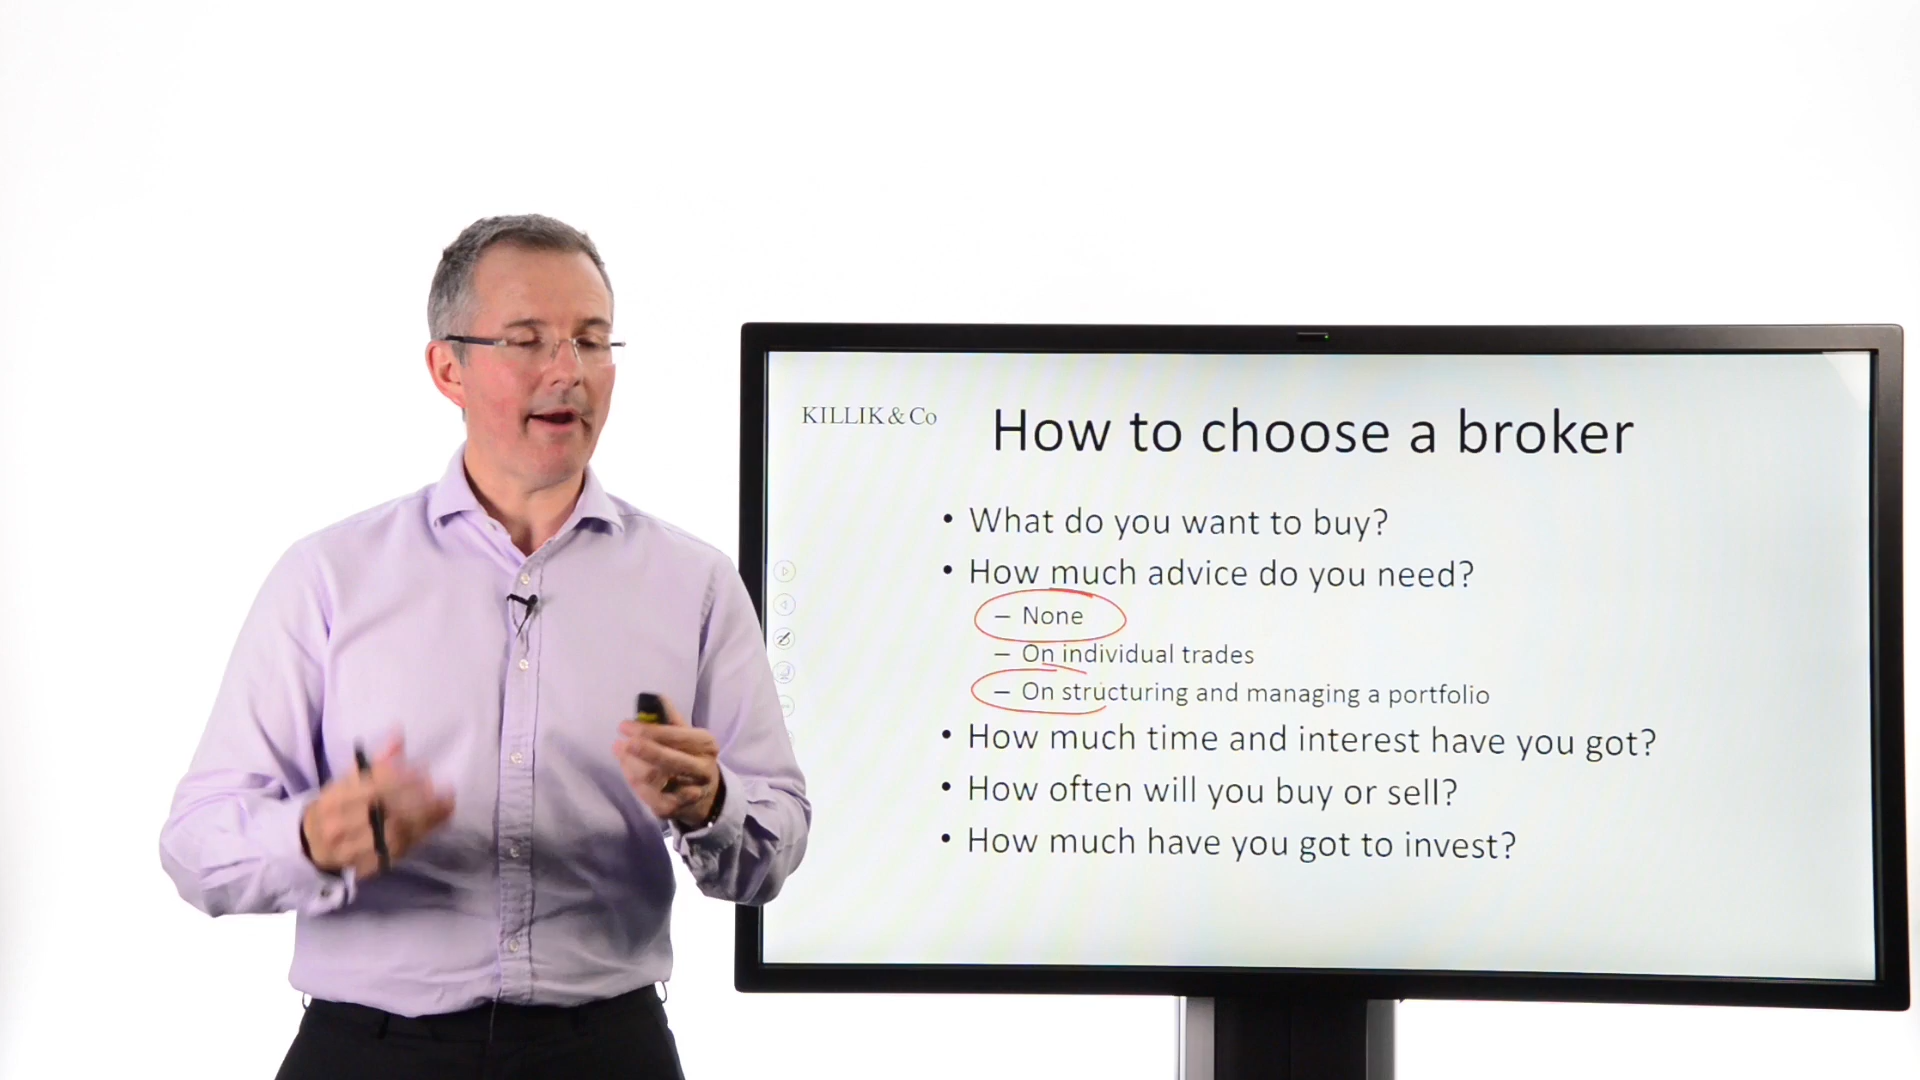 KILLIK & Co
How to choose a broker
• What do you want to buy?
• How much advice do you need?
– None
– On individual trades
– On structuring and managing a portfolio
• How much time and interest have you got?
• How often will you buy or sell?
• How much have you got to invest?